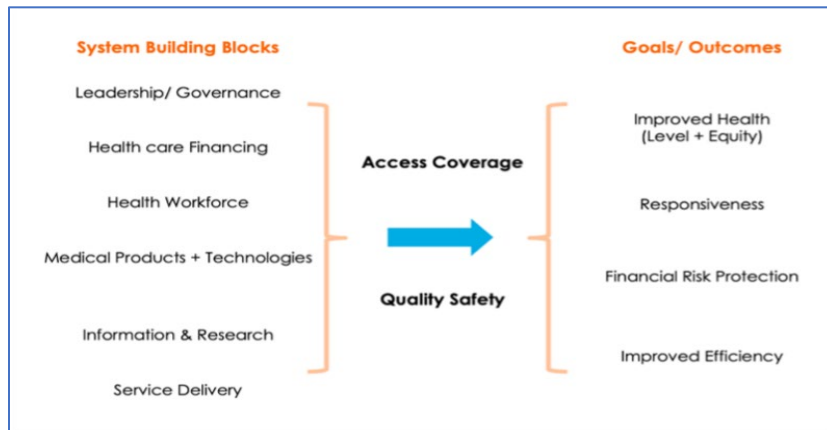 System Building Blocks
Leadership/ Governance
Health care Financing
Health Workforce
Medical Products + Technologies
Information & Research
Service Delivery
Access Coverage
Quality Safety
Goals/ Outcomes
Improved Health
(Level + Equity)
Responsiveness
Financial Risk Protection
Improved Efficiency